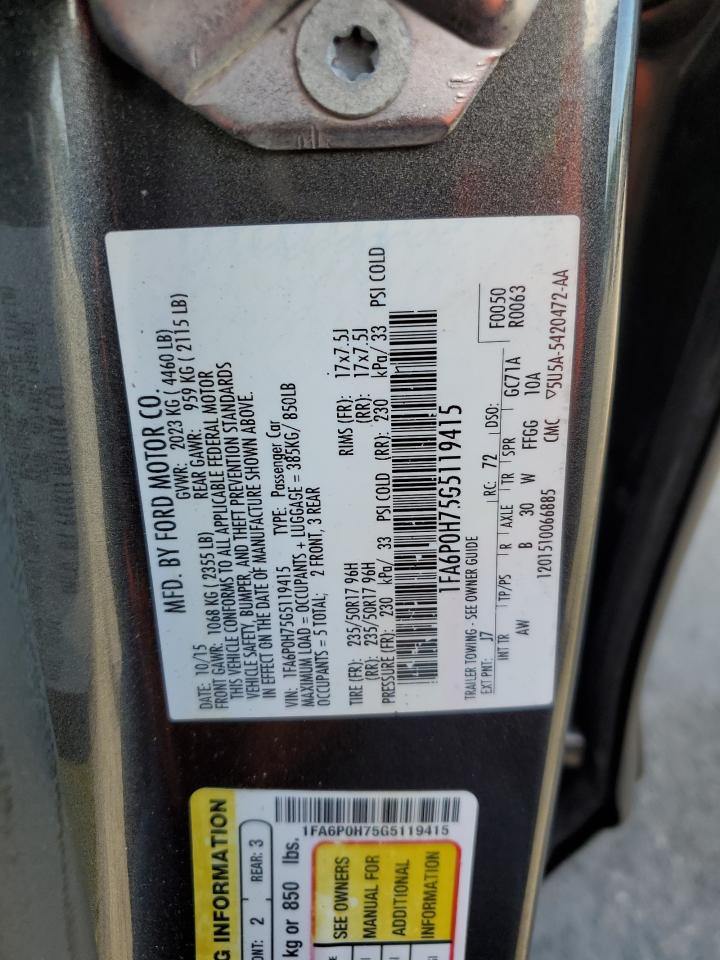 MFD. BY FORD MOTOR CO.
DATE: 10/15 GVWR: 2023 KG ( 4460 LB)
FRONT GAWR: 1068 KG ( 2355 LB) REAR GAWR: 959 KG ( 2115 LB)
THIS VEHICLE CONFORMS TO ALL APPLICABLE FEDERAL MOTOR
VEHICLE SAFETY, BUMPER, AND THEFT PREVENTION STANDARDS
IN EFFECT ON THE DATE OF MANUFACTURE SHOWN ABOVE.
VIN: 1FA6P0H75G5119415 TYPE: Passenger Car
MAXIMUM LOAD = OCCUPANTS + LUGGAGE = 385KG/ 850LB
OCCUPANTS = 5 TOTAL; 2 FRONT, 3 REAR
TIRE (FR): 235/50R17 96H RIMS (FR): 17x7.5J
(RR): 235/50R17 96H (RR): 17x7.5J
PRESSURE (FR): 230 kPa/ 33 PSI COLD (RR): 230 kPa/ 33 PSI COLD
1FA6P0H75G5119415
TRAILER TOWING - SEE OWNER GUIDE
EXT PNT: J7 RC: 72 DSO: F0050
R0063
INT TR TP/PS R AXLE TR SPR GC71A
AW B 30 W FFGG 10A
1201510066885 CMC ▽5U5A-5420472-AA
G INFORMATION
ONT: 2 REAR: 3
kg or 850 lbs.
1FA6P0H75G5119415
SEE OWNERS
MANUAL FOR
ADDITIONAL
INFORMATION